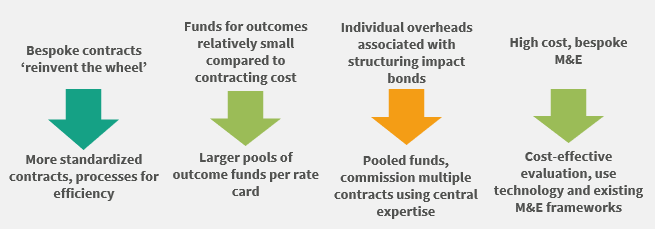 Bespoke contracts
‘reinvent the wheel’
More standardized
contracts, processes for
efficiency
Funds for outcomes
relatively small
compared to
contracting cost
Larger pools of
outcome funds per rate
card
Individual overheads
associated with
structuring impact
bonds
Pooled funds,
commission multiple
contracts using central
expertise
High cost, bespoke
M&E
Cost-effective
evaluation, use
technology and existing
M&E frameworks